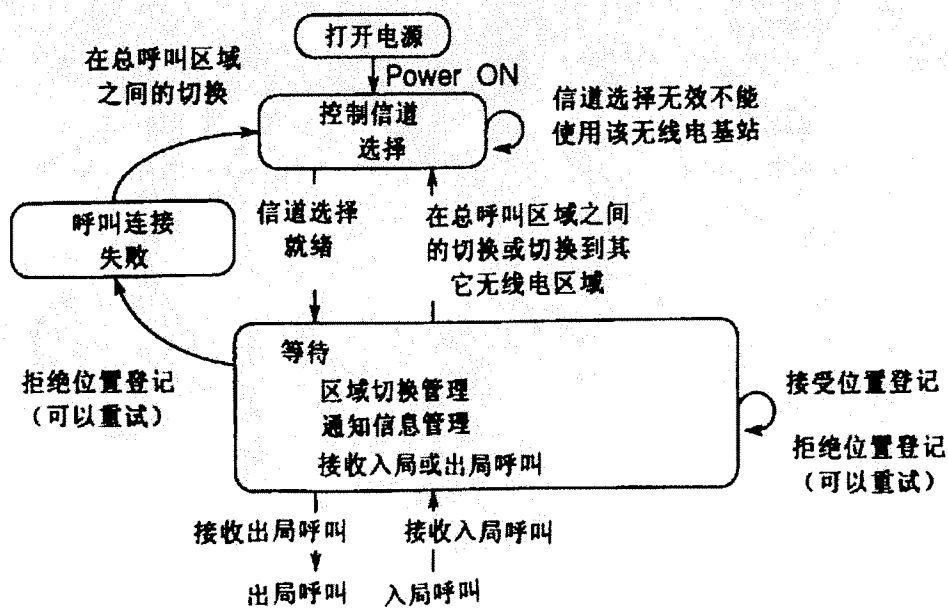 打开电源
Power ON
在总呼叫区域
之间的切换
控制信道
选择
信道选择无效不能
使用该无线电基站
呼叫连接
失败
信道选择
就绪
在总呼叫区域之间
的切换或切换到其
它无线电区域
等待
区域切换管理
通知信息管理
接收入局或出局呼叫
拒绝位置登记
（可以重试）
接受位置登记
拒绝位置登记
（可以重试）
接收出局呼叫
接收入局呼叫
出局呼叫
入局呼叫